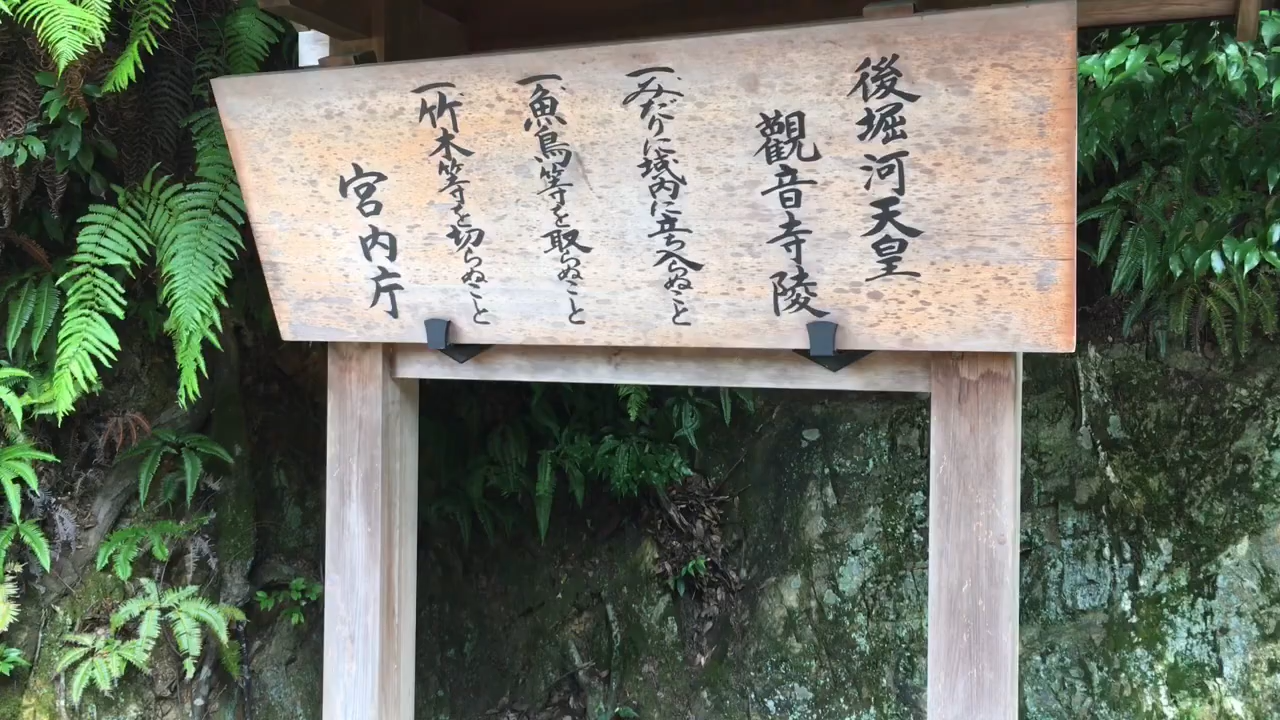 後堀河天皇
觀音寺陵
一みだりに域内に立ち入らぬこと
一魚鳥等を取らぬこと
一竹木等を切らぬこと
宮内庁